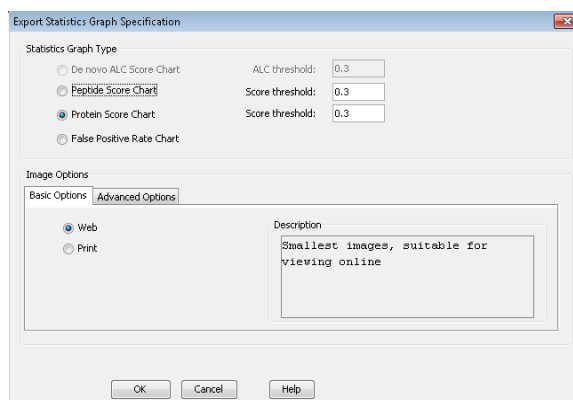 Export Statistics Graph Specification
Statistics Graph Type
De novo ALC Score Chart ALC threshold: 0.3
Peptide Score Chart Score threshold: 0.3
Protein Score Chart Score threshold: 0.3
False Positive Rate Chart
Image Options
Basic Options Advanced Options
Web
Print
Description
Smallest images, suitable for
viewing online
OK Cancel Help